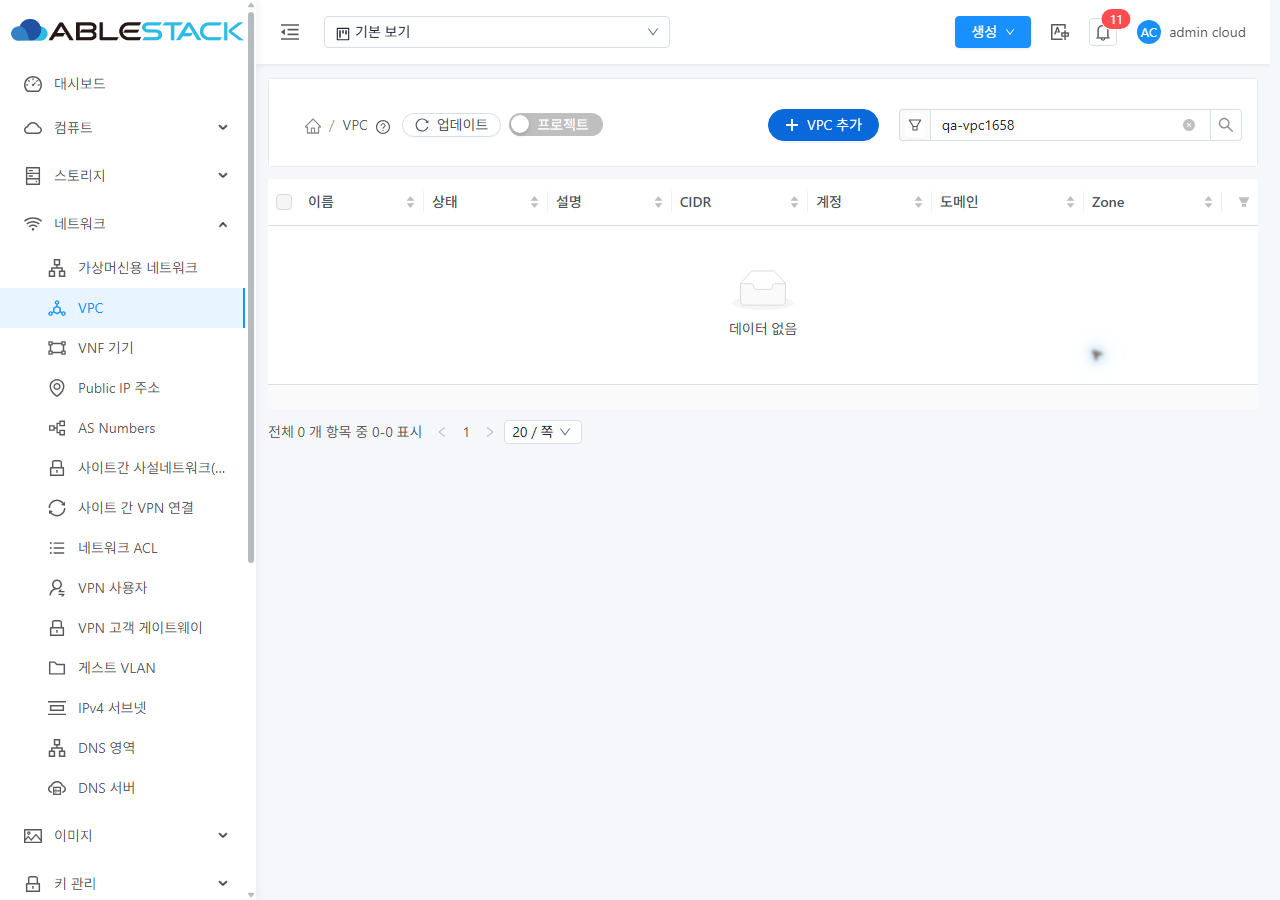 ABLESTACK
기본 보기
생성
11
AC
admin cloud
대시보드
컴퓨트
스토리지
네트워크
가상머신용 네트워크
VPC
VNF 기기
Public IP 주소
AS Numbers
사이트간 사설네트워크(...
사이트 간 VPN 연결
네트워크 ACL
VPN 사용자
VPN 고객 게이트웨이
게스트 VLAN
IPv4 서브넷
DNS 영역
DNS 서버
이미지
키 관리
/ VPC
업데이트
프로젝트
VPC 추가
qa-vpc1658
이름 상태 설명 CIDR 계정 도메인 Zone
데이터 없음
전체 0 개 항목 중 0-0 표시 < 1 > 20 / 쪽